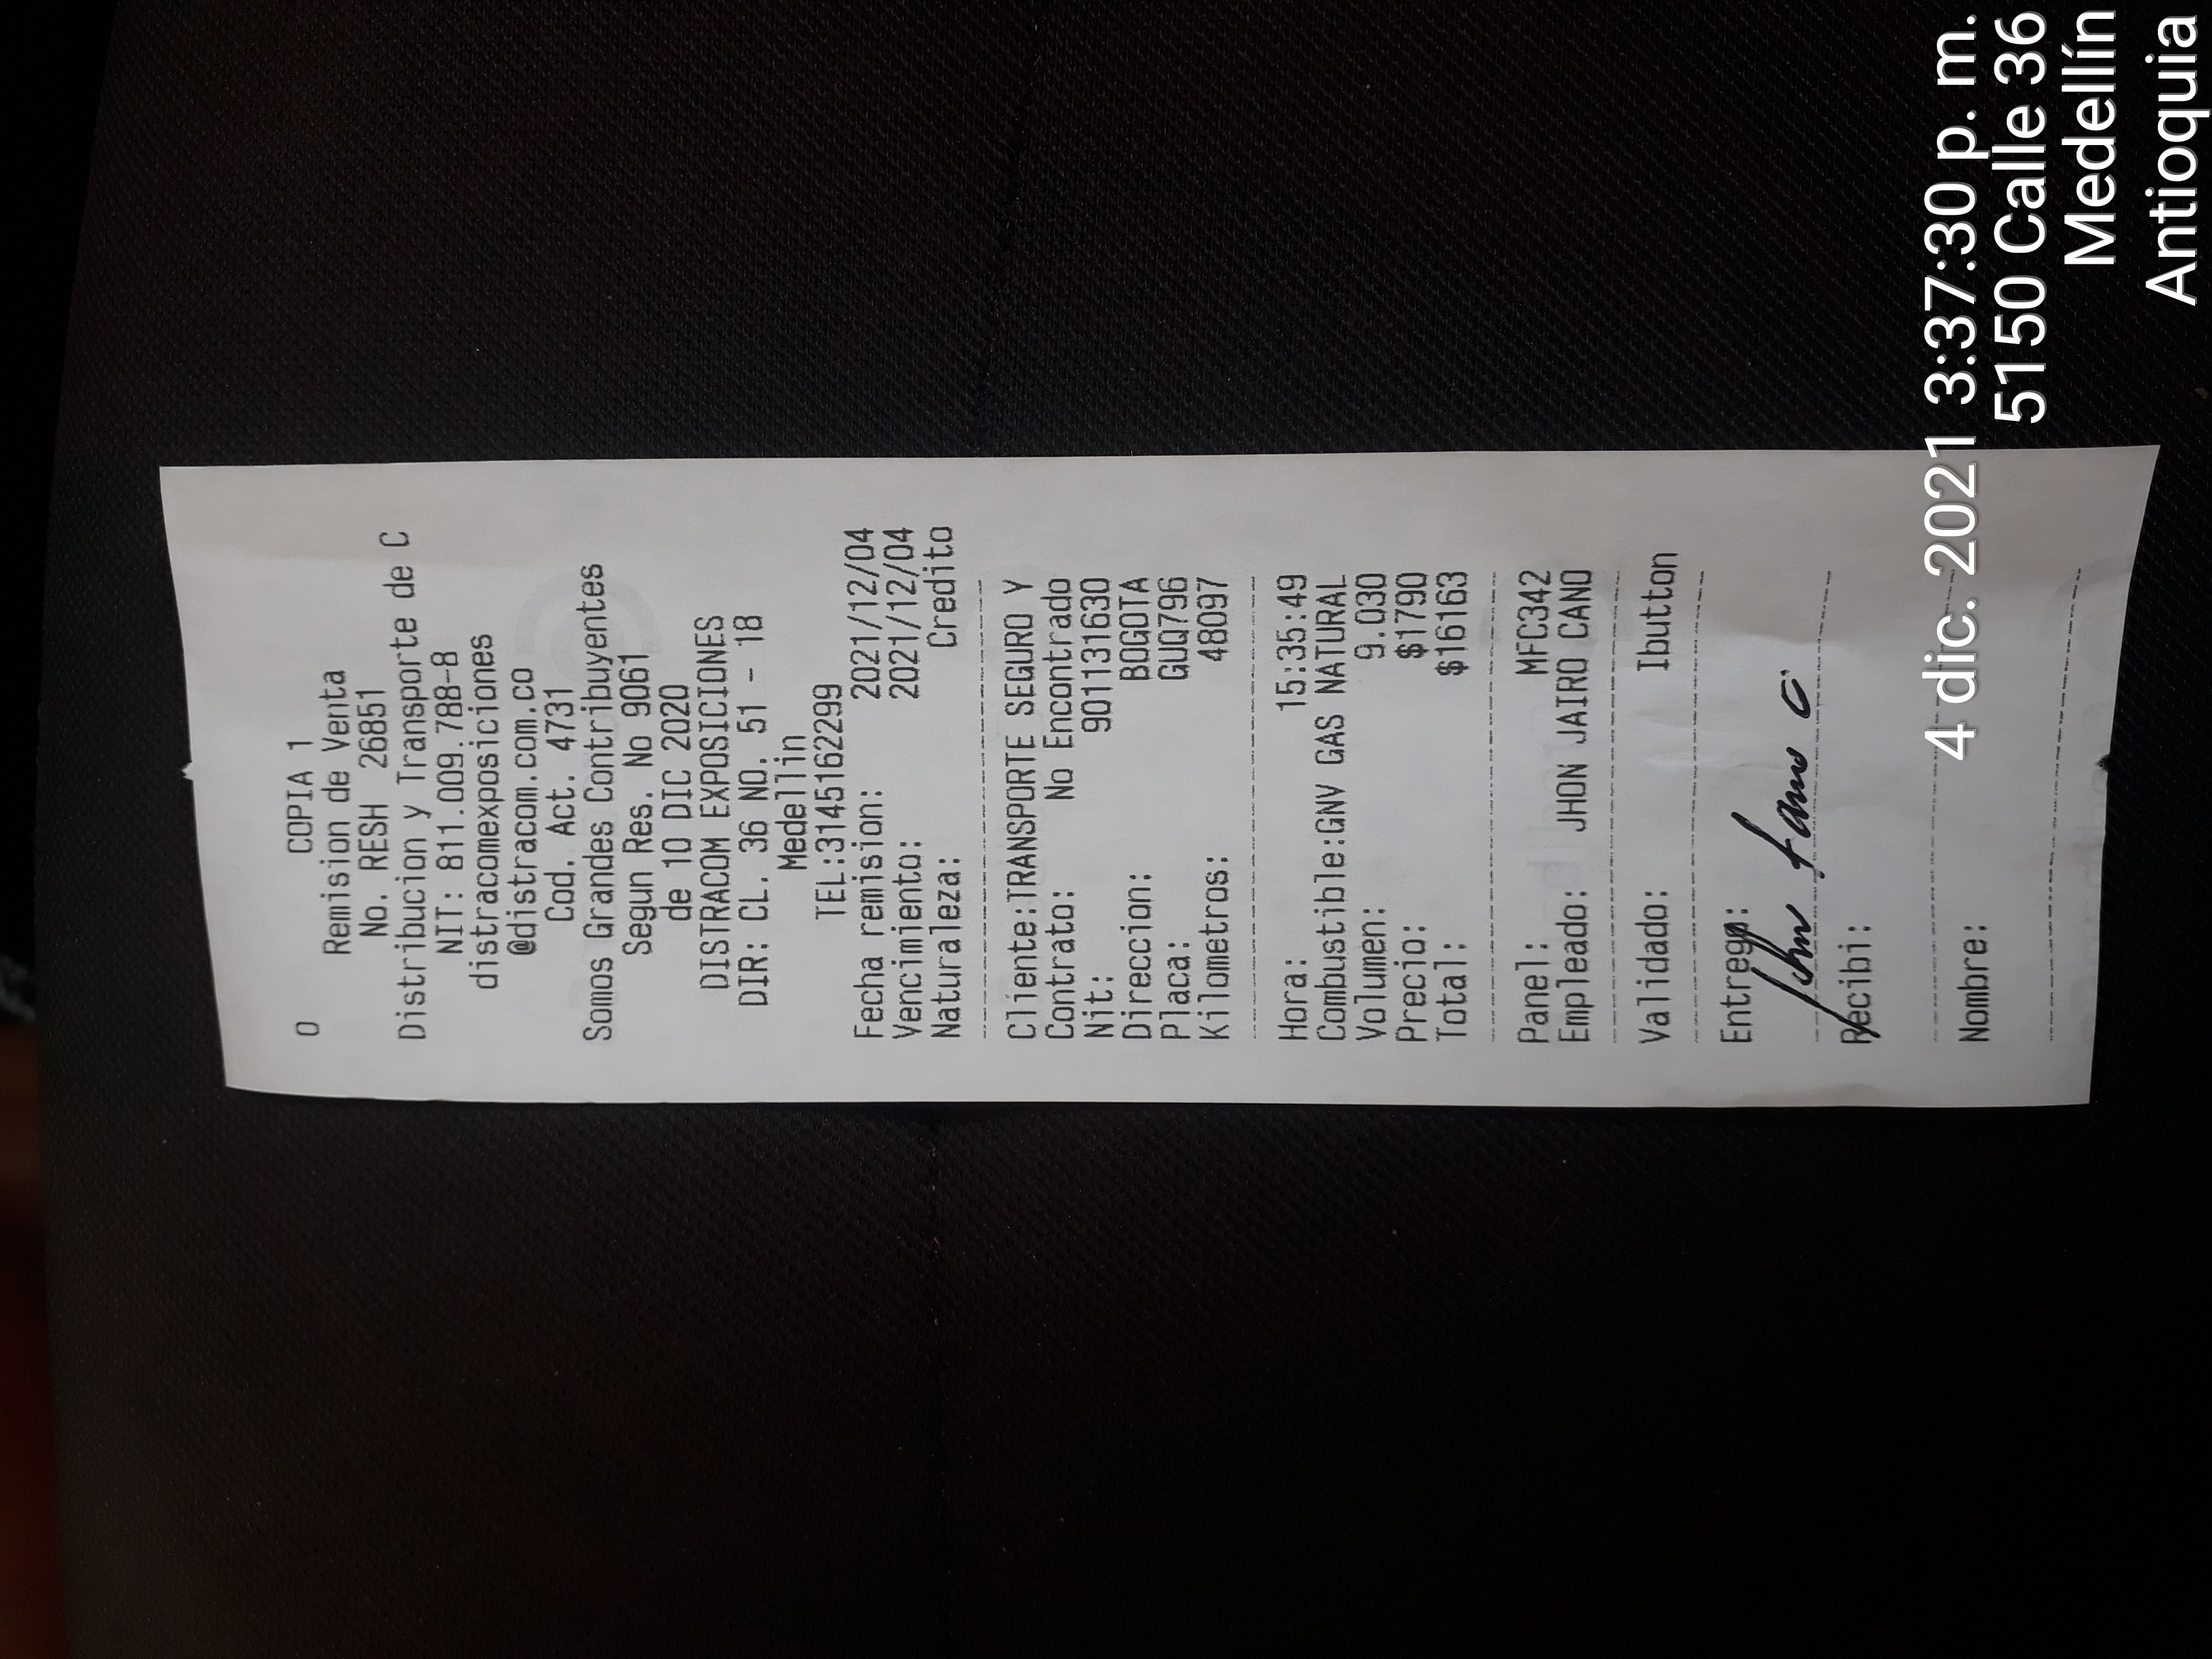 0        COPIA 1
Remision de Venta
No. RESH  26851
Distribucion y Transporte de C
NIT: 811.009.788-8
distracomexposiciones
@distracom.com.co
Cod. Act. 4731
Somos Grandes Contribuyentes
Segun Res. No 9061
de 10 DIC 2020
DISTRACOM EXPOSICIONES
DIR: CL. 36 NO. 51 - 18
Medellin
TEL:3145162299
Fecha remision:    2021/12/04
Vencimiento:    2021/12/04
Naturaleza:    Credito
Cliente:TRANSPORTE SEGURO Y
Contrato:    No Encontrado
Nit:    901131630
Direccion:    BOGOTA
Placa:    GUQ796
Kilometros:    48097
Hora:    15:35:49
Combustible:GNV GAS NATURAL
Volumen:    9.030
Precio:    $1790
Total:    $16163
Panel:    MFC342
Empleado:    JHON JAIRO CANO
Validado:    Ibutton
Entrego:
Recibi:
Nombre:
4 dic. 2021 3:37:30 p. m.
5150 Calle 36
Medellín
Antioquia